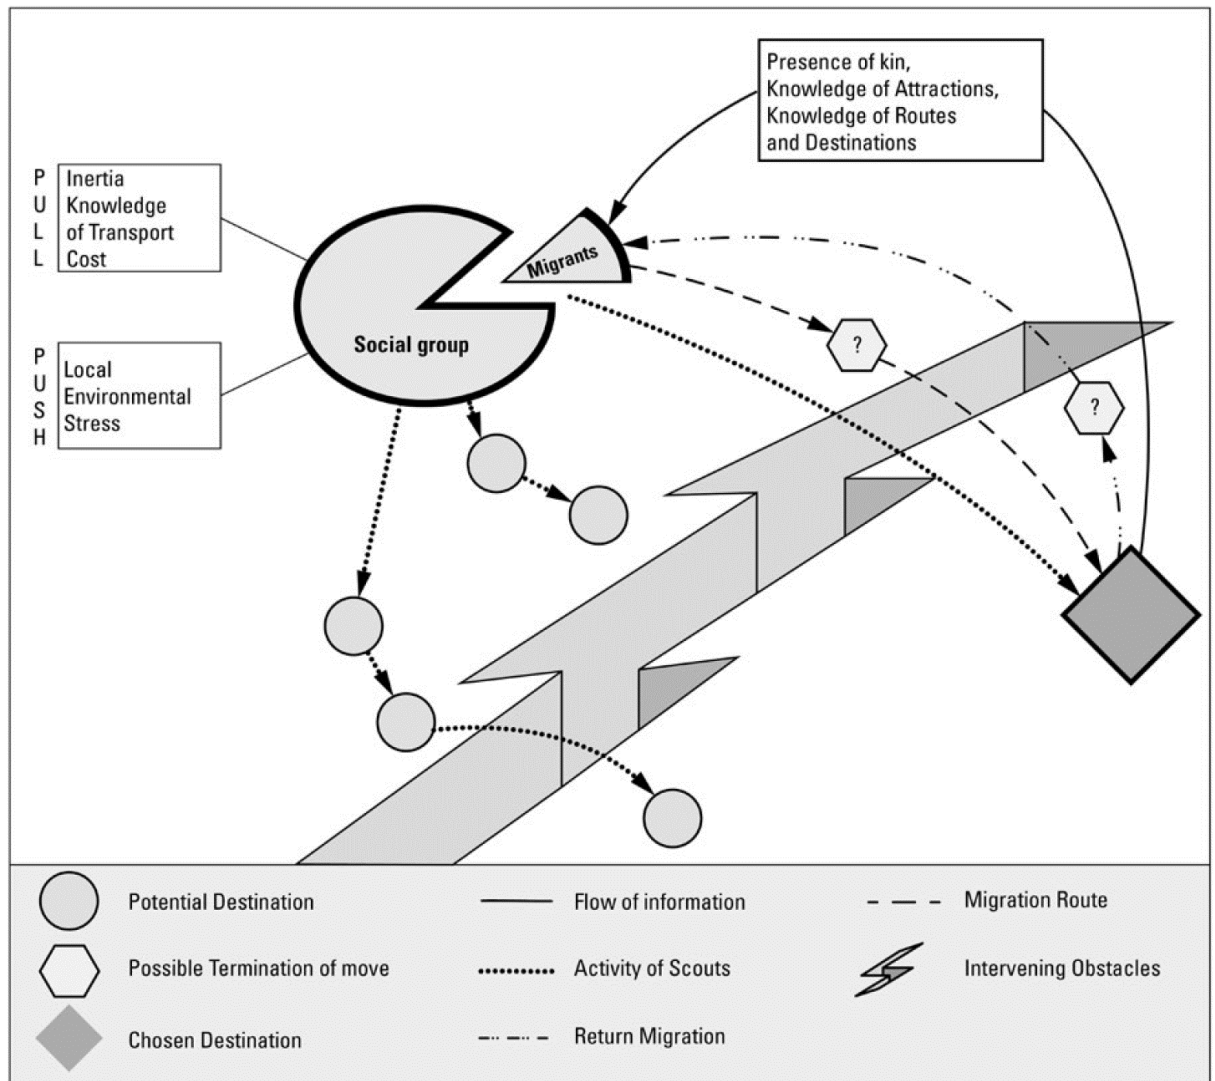 Presence of kin,
Knowledge of Attractions,
Knowledge of Routes
and Destinations
PULL
Inertia
Knowledge
of Transport
Cost
Migrants
Social group
PUSH
Local
Environmental
Stress
?
?
Potential Destination
Flow of information
Migration Route
Possible Termination of move
Activity of Scouts
Intervening Obstacles
Chosen Destination
Return Migration